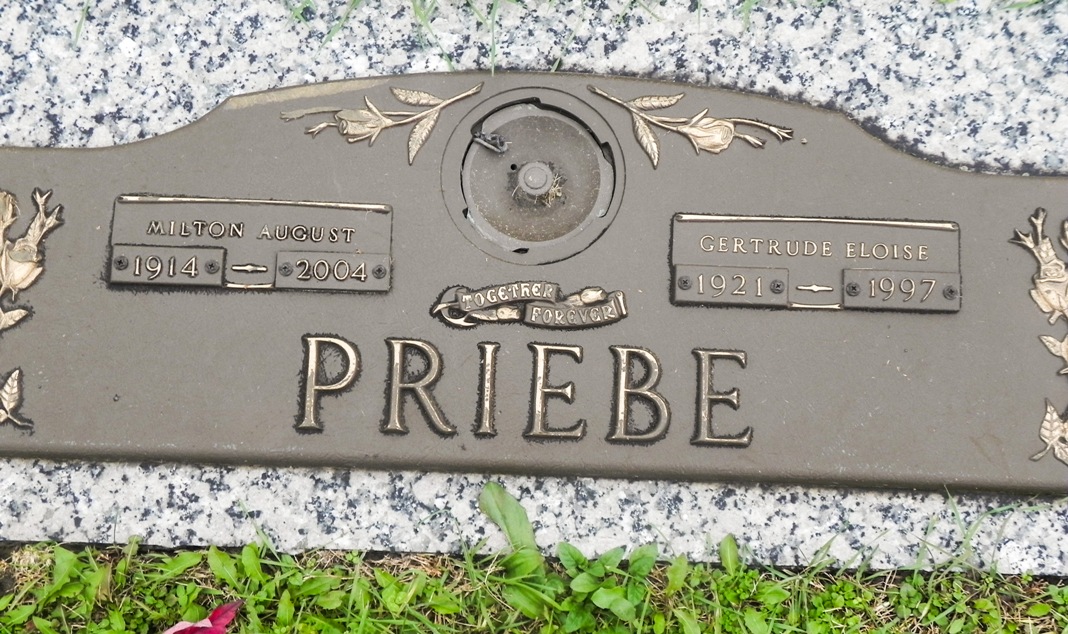 MILTON AUGUST
1914 — 2004
GERTRUDE ELOISE
1921 — 1997
TOGETHER
FOREVER
PRIEBE